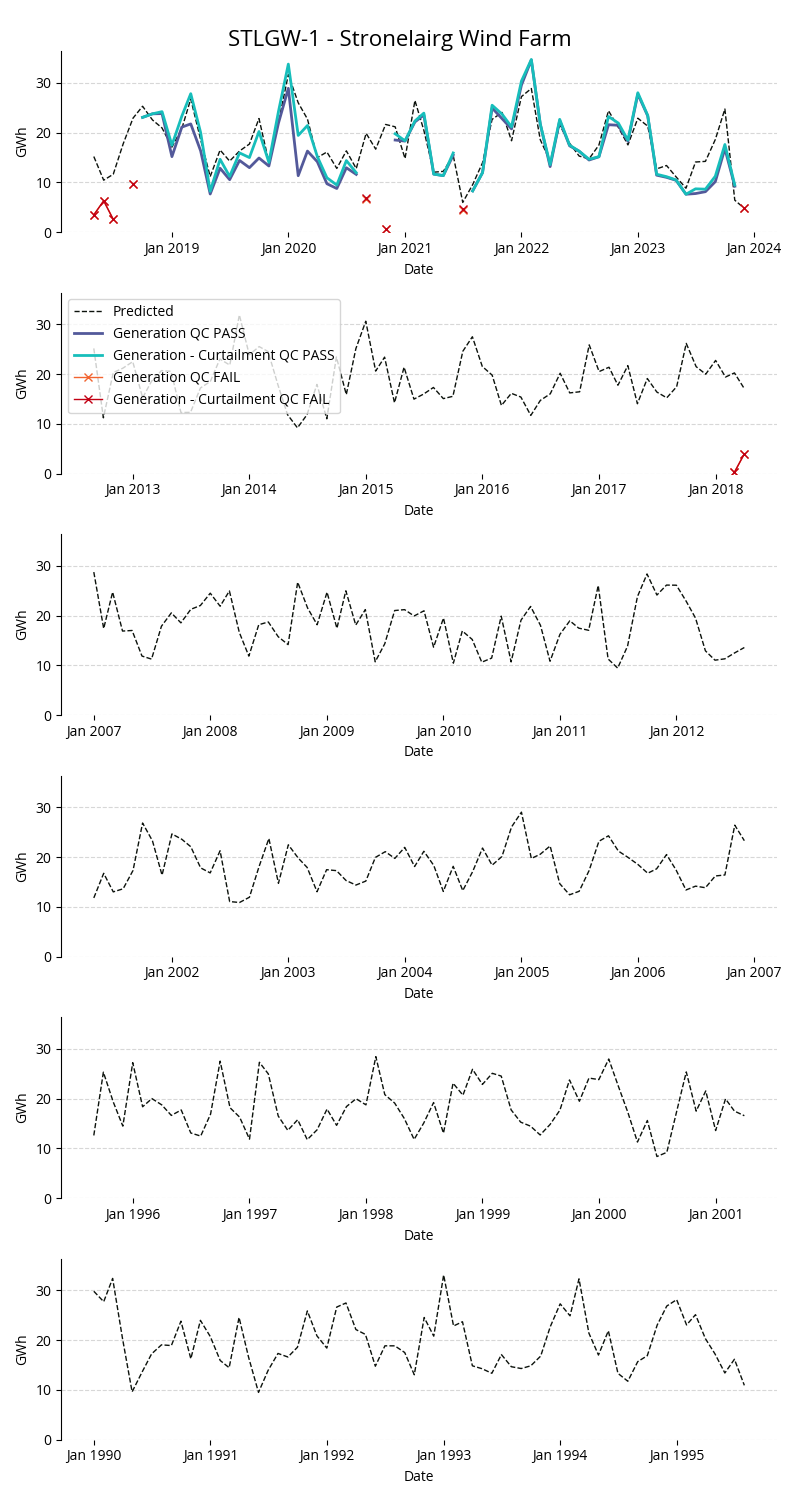 STLGW-1 - Stronelairg Wind Farm
30
20
10
0
GWh
Jan 2019
Jan 2020
Jan 2021
Jan 2022
Jan 2023
Jan 2024
Date
Predicted
Generation QC PASS
Generation - Curtailment QC PASS
Generation QC FAIL
Generation - Curtailment QC FAIL
30
20
10
0
GWh
Jan 2013
Jan 2014
Jan 2015
Jan 2016
Jan 2017
Jan 2018
Date
30
20
10
0
GWh
Jan 2007
Jan 2008
Jan 2009
Jan 2010
Jan 2011
Jan 2012
Date
30
20
10
0
GWh
Jan 2002
Jan 2003
Jan 2004
Jan 2005
Jan 2006
Jan 2007
Date
30
20
10
0
GWh
Jan 1996
Jan 1997
Jan 1998
Jan 1999
Jan 2000
Jan 2001
Date
30
20
10
0
GWh
Jan 1990
Jan 1991
Jan 1992
Jan 1993
Jan 1994
Jan 1995
Date